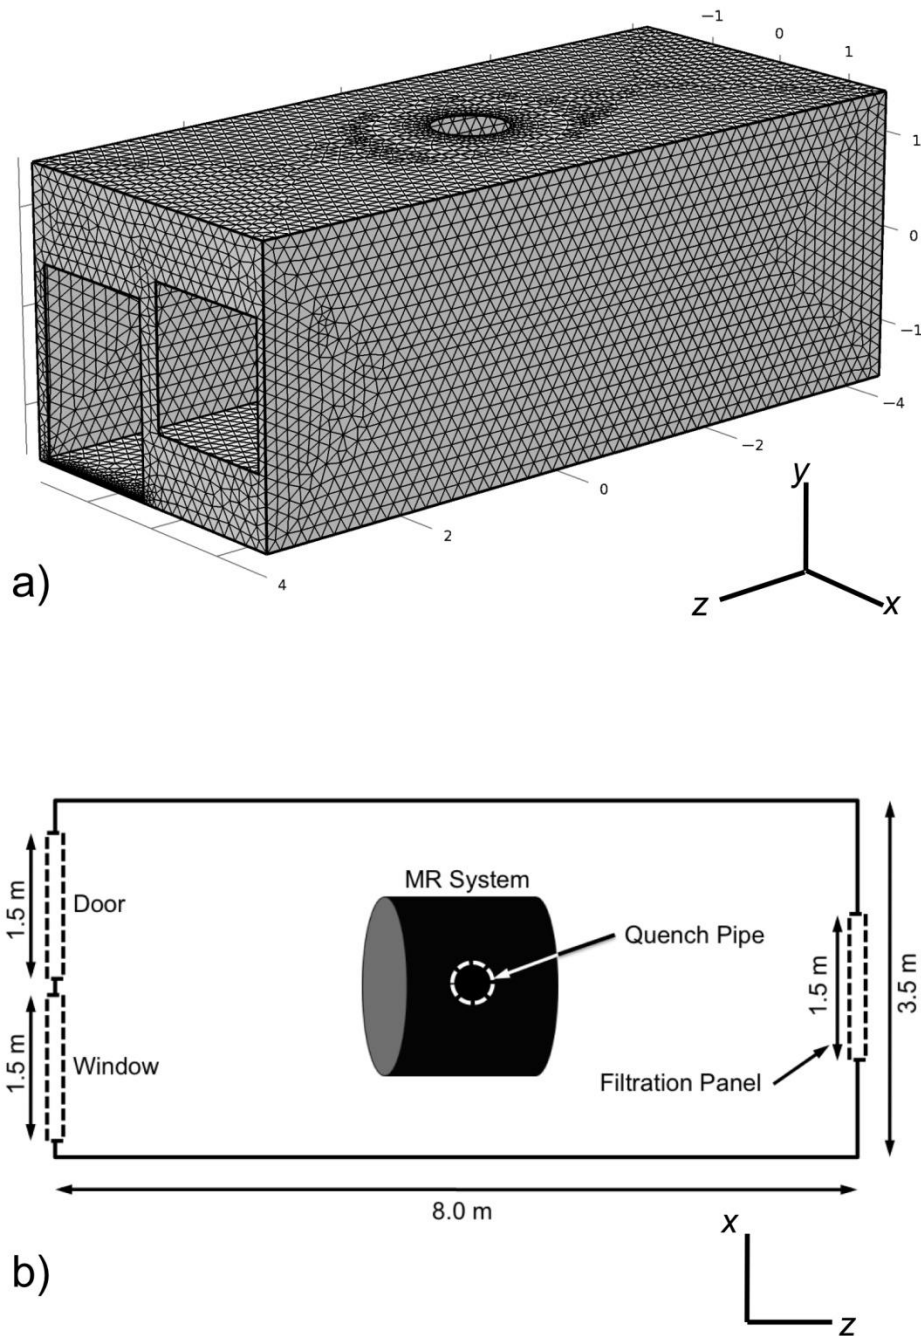 −1
0
1
1
0
−1
−4
−2
0
2
4
y
z
x
a)
MR System
Door
1.5 m
Quench Pipe
1.5 m
3.5 m
Window
1.5 m
Filtration Panel
8.0 m
x
b)
z